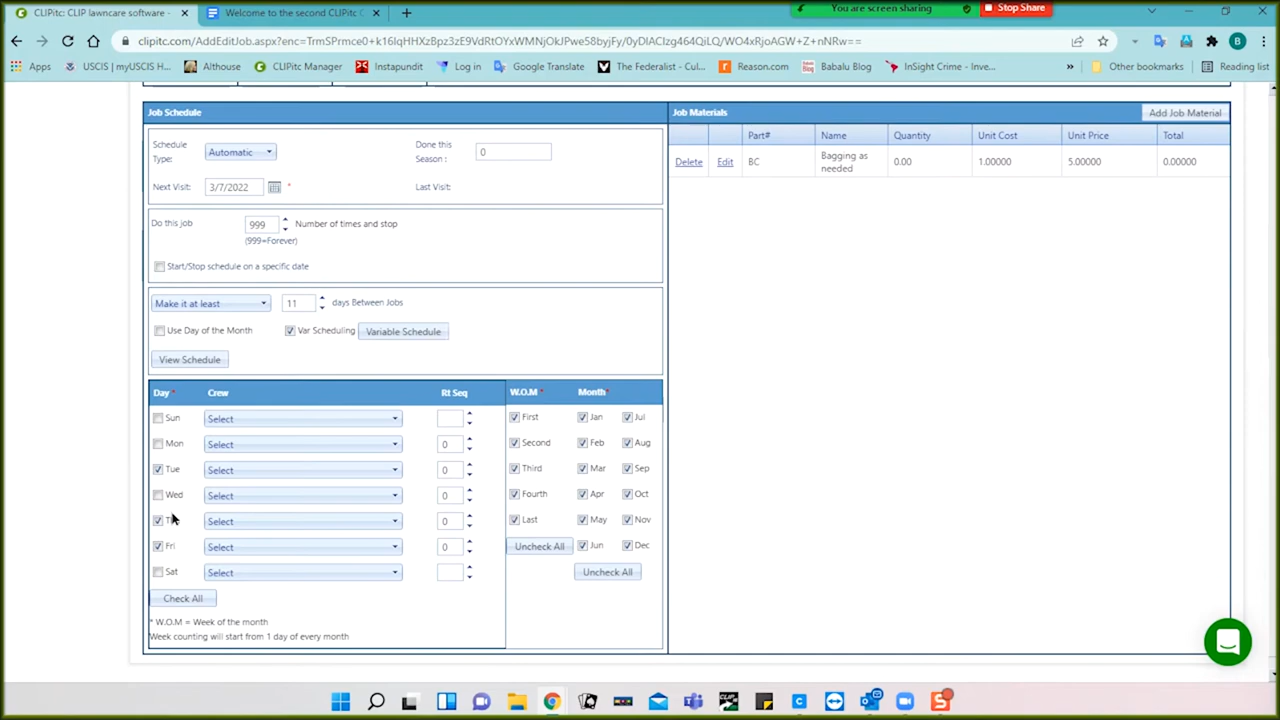 CLIPitc: CLIP lawncare software -
Welcome to the second CLIPitc C
You are screen sharing
Stop Share
clipitc.com/AddEditJob.aspx?enc=TrmSPrmce0+k16IqHHXzBpz3zE9VdRtOYxWMNjOkJPwe58byjFy/0yDlACIzg464QiLQ/WO4xRjoAGW+Z+nNRw==
B
Apps
USCIS | myUSCIS H...
Althouse
CLIPitc Manager
Instapundit
Log in
Google Translate
The Federalist - Cul...
Reason.com
Babalu Blog
InSight Crime - Inve...
»
Other bookmarks
Reading list
Job Schedule
Job Materials
Add Job Material
Schedule Type:
Automatic
Done this Season :
0
Next Visit:
3/7/2022
*
Last Visit:
Part#
Name
Quantity
Unit Cost
Unit Price
Total
Delete
Edit
BC
Bagging as needed
0.00
1.00000
5.00000
0.00000
Do this job
999
Number of times and stop
(999=Forever)
Start/Stop schedule on a specific date
Make it at least
11
days Between Jobs
Use Day of the Month
Var Scheduling
Variable Schedule
View Schedule
Day*
Crew
Rt Seq
W.O.M*
Month*
Sun
Select
First
Jan
Jul
Mon
Select
0
Second
Feb
Aug
Tue
Select
0
Third
Mar
Sep
Wed
Select
0
Fourth
Apr
Oct
Select
0
Last
May
Nov
Fri
Select
0
Uncheck All
Jun
Dec
Sat
Select
Uncheck All
Check All
* W.O.M = Week of the month
Week counting will start from 1 day of every month